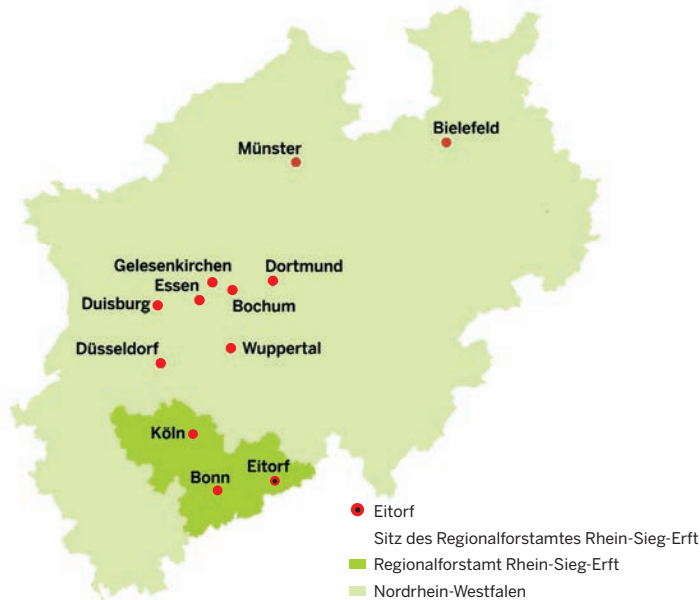 Bielefeld
Münster
Gelesenkirchen
Dortmund
Essen
Duisburg
Bochum
Düsseldorf
Wuppertal
Köln
Eitorf
Bonn
Eitorf
Sitz des Regionalforstamtes Rhein-Sieg-Erft
Regionalforstamt Rhein-Sieg-Erft
Nordrhein-Westfalen